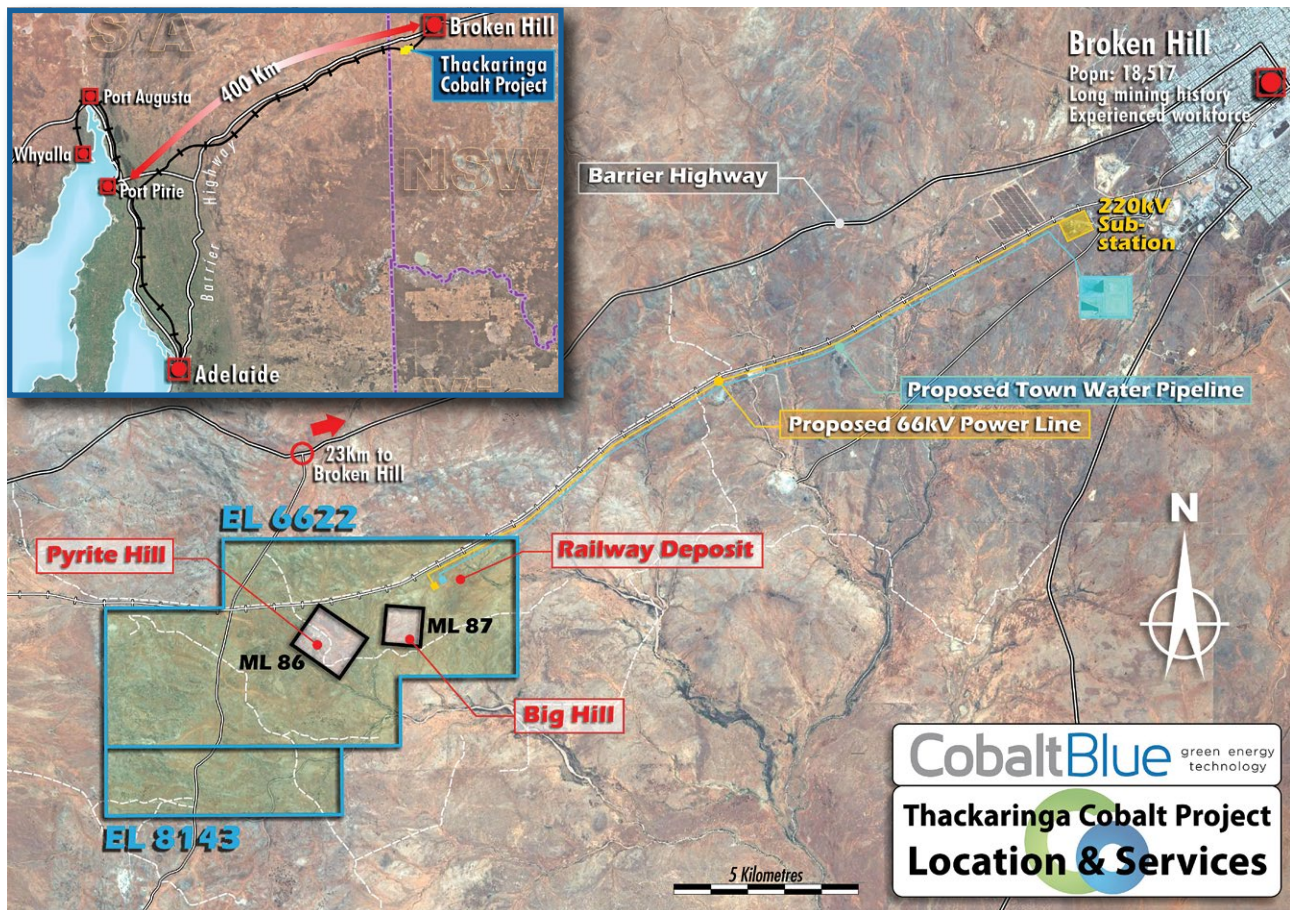 S A
Broken Hill
Thackaringa
Cobalt Project
400 Km
Port Augusta
Whyalla
Port Pirie
NSW
Barrier Highway
Adelaide
Broken Hill
Popn: 18,517
Long mining history
Experienced workforce
Barrier Highway
220kV
Sub-
station
Proposed Town Water Pipeline
Proposed 66kV Power Line
23Km to
Broken Hill
EL 6622
Pyrite Hill
Railway Deposit
ML 87
ML 86
Big Hill
EL 8143
N
5 Kilometres
CobaltBlue green energy
technology
Thackaringa Cobalt Project
Location & Services